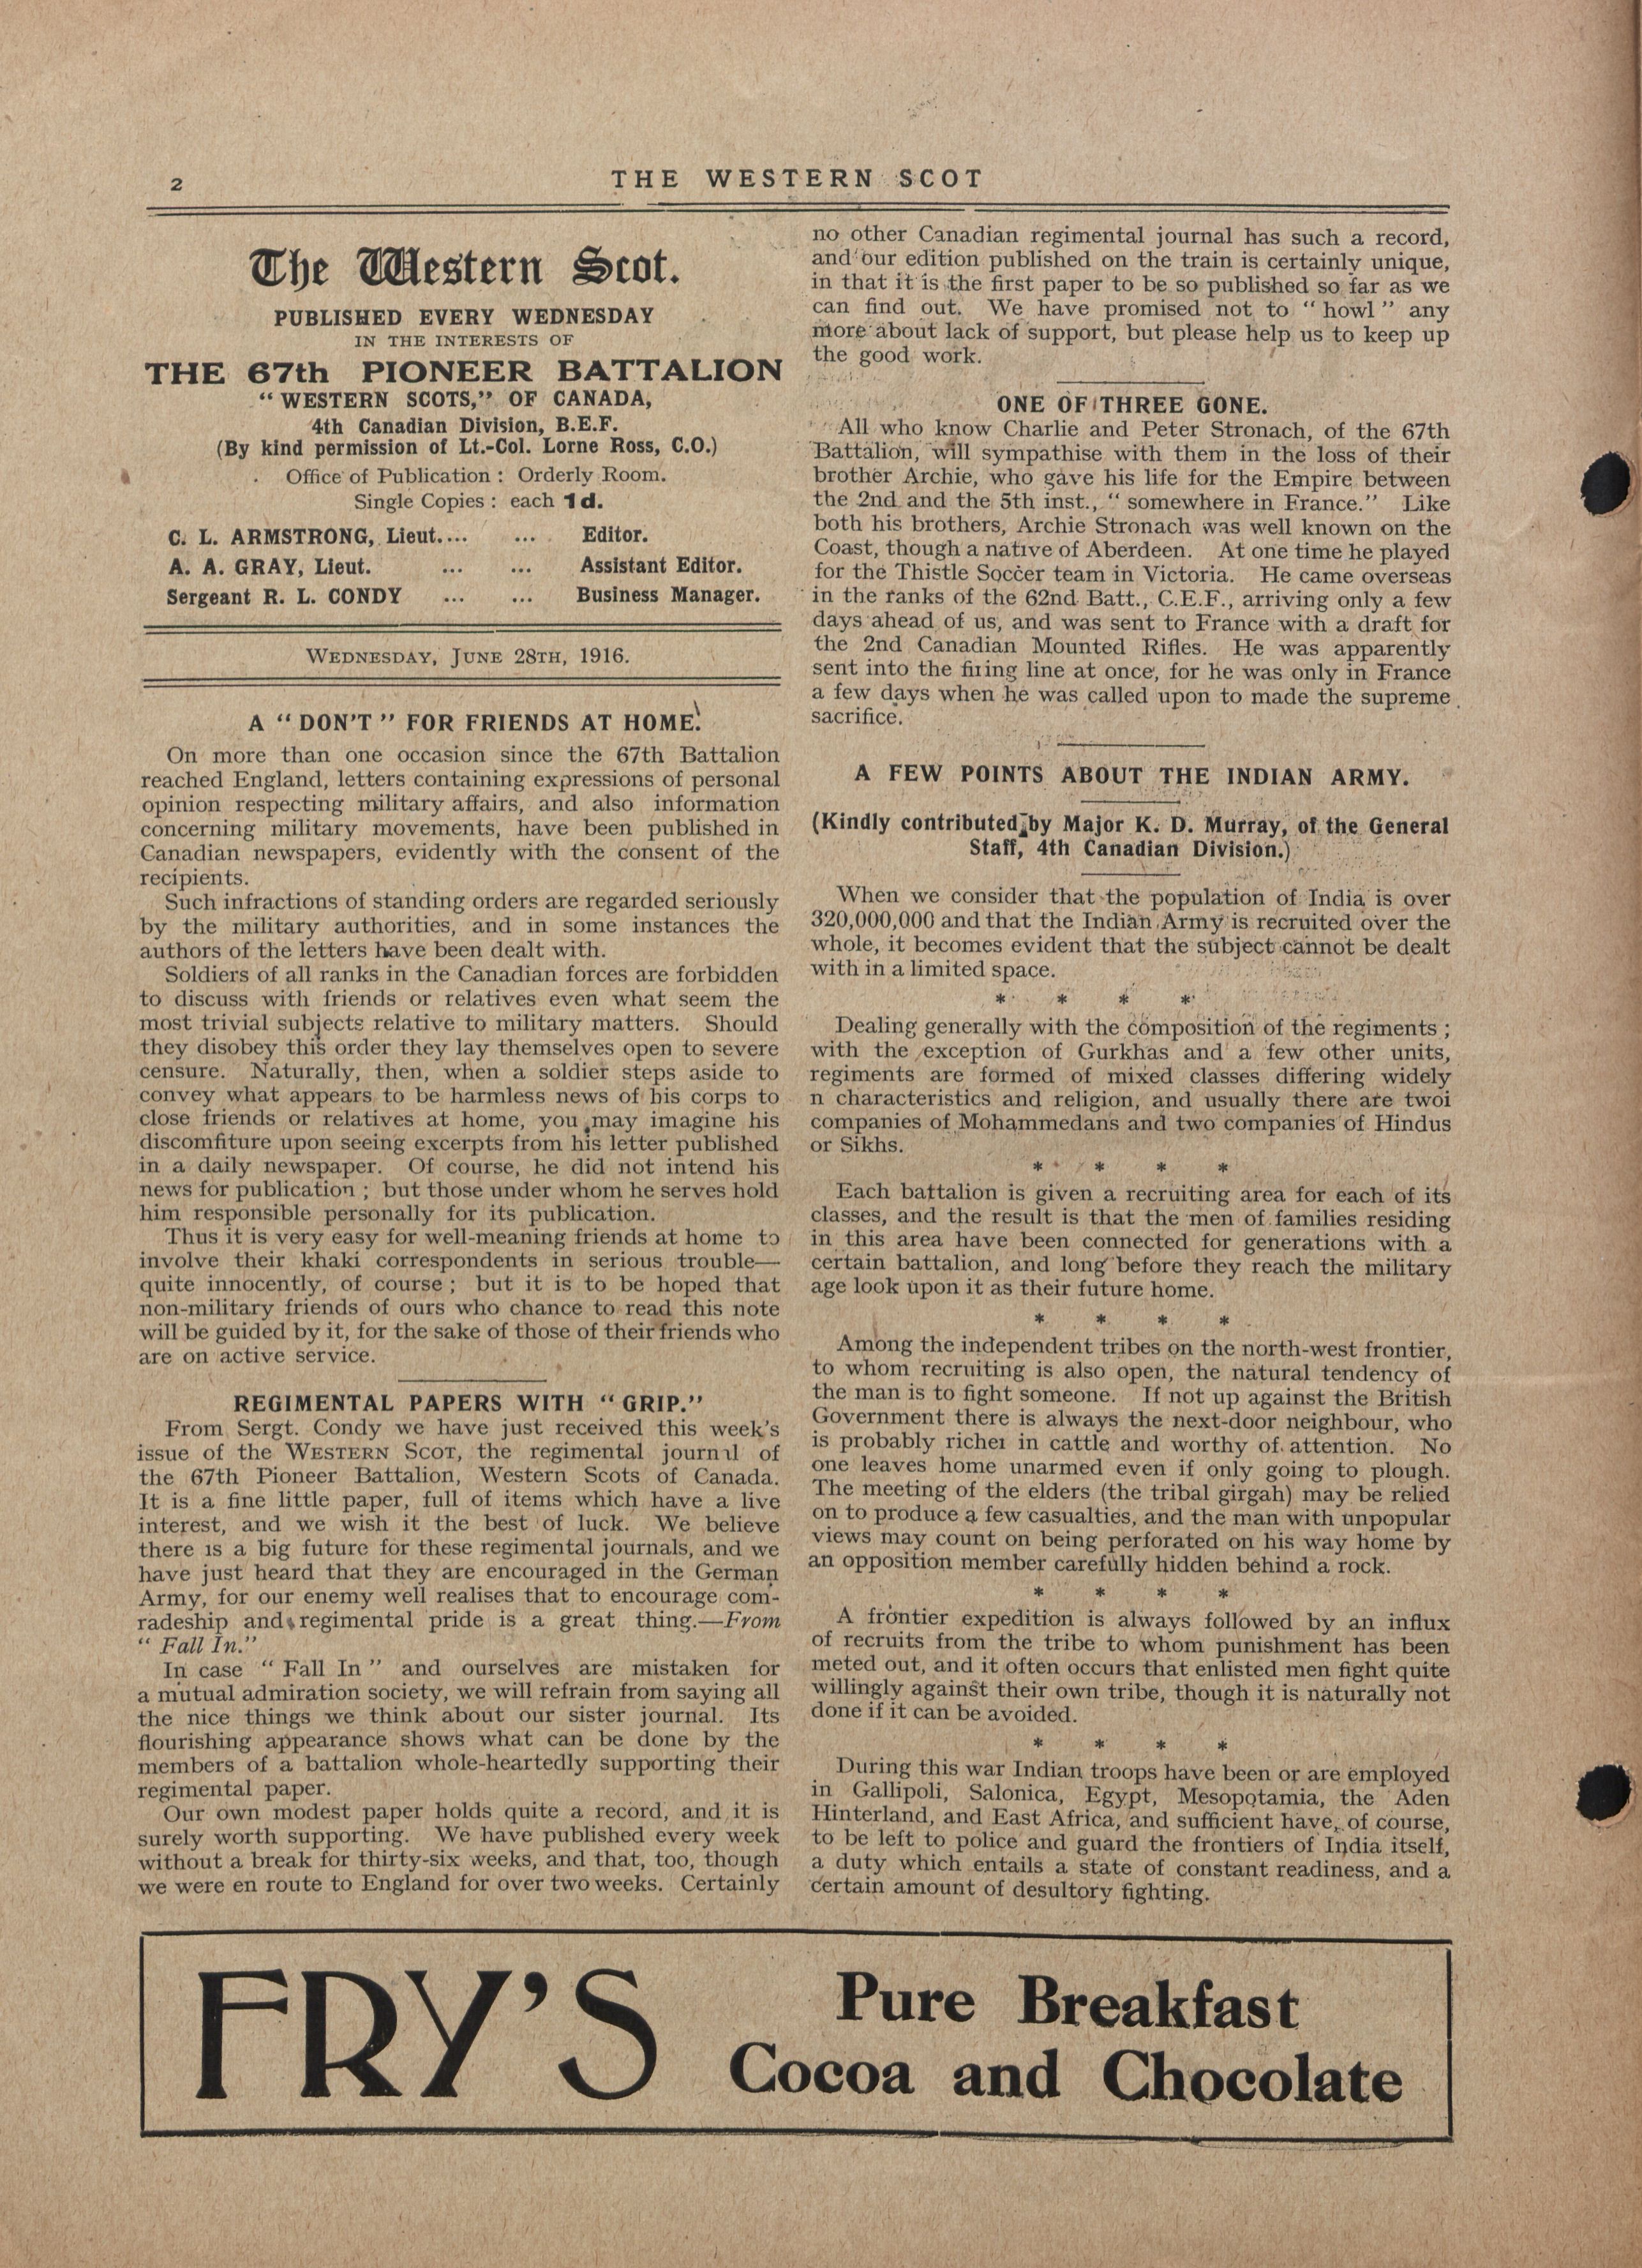 2
THE WESTERN SCOT
The Western Scot.
PUBLISHED EVERY WEDNESDAY
IN THE INTERESTS OF
THE 67th PIONEER BATTALION
“ WESTERN SCOTS,” OF CANADA,
4th Canadian Division, B.E.F.
(By kind permission of Lt.-Col. Lorne Ross, C.O.)
Office of Publication : Orderly Room.
Single Copies : each 1d.
C. L. ARMSTRONG, Lieut.... ... Editor.
A. A. GRAY, Lieut. ... ... Assistant Editor.
Sergeant R. L. CONDY ... ... Business Manager.
WEDNESDAY, JUNE 28TH, 1916.
A “ DON'T ” FOR FRIENDS AT HOME.
On more than one occasion since the 67th Battalion
reached England, letters containing expressions of personal
opinion respecting military affairs, and also information
concerning military movements, have been published in
Canadian newspapers, evidently with the consent of the
recipients.
Such infractions of standing orders are regarded seriously
by the military authorities, and in some instances the
authors of the letters have been dealt with.
Soldiers of all ranks in the Canadian forces are forbidden
to discuss with friends or relatives even what seem the
most trivial subjects relative to military matters. Should
they disobey this order they lay themselves open to severe
censure. Naturally, then, when a soldier steps aside to
convey what appears to be harmless news of his corps to
close friends or relatives at home, you may imagine his
discomfiture upon seeing excerpts from his letter published
in a daily newspaper. Of course, he did not intend his
news for publication ; but those under whom he serves hold
him responsible personally for its publication.
Thus it is very easy for well-meaning friends at home to
involve their khaki correspondents in serious trouble—
quite innocently, of course ; but it is to be hoped that
non-military friends of ours who chance to read this note
will be guided by it, for the sake of those of their friends who
are on active service.
REGIMENTAL PAPERS WITH “ GRIP.”
From Sergt. Condy we have just received this week's
issue of the WESTERN SCOT, the regimental journal of
the 67th Pioneer Battalion, Western Scots of Canada.
It is a fine little paper, full of items which have a live
interest, and we wish it the best of luck. We believe
there is a big future for these regimental journals, and we
have just heard that they are encouraged in the German
Army, for our enemy well realises that to encourage com-
radeship and regimental pride is a great thing.—From
“ Fall In.”
In case “ Fall In ” and ourselves are mistaken for
a mutual admiration society, we will refrain from saying all
the nice things we think about our sister journal. Its
flourishing appearance shows what can be done by the
members of a battalion whole-heartedly supporting their
regimental paper.
Our own modest paper holds quite a record, and it is
surely worth supporting. We have published every week
without a break for thirty-six weeks, and that, too, though
we were en route to England for over two weeks. Certainly
no other Canadian regimental journal has such a record,
and our edition published on the train is certainly unique,
in that it is the first paper to be so published so far as we
can find out. We have promised not to “ howl ” any
more about lack of support, but please help us to keep up
the good work.
ONE OF THREE GONE.
All who know Charlie and Peter Stronach, of the 67th
Battalion, will sympathise with them in the loss of their
brother Archie, who gave his life for the Empire between
the 2nd and the 5th inst., “ somewhere in France.” Like
both his brothers, Archie Stronach was well known on the
Coast, though a native of Aberdeen. At one time he played
for the Thistle Soccer team in Victoria. He came overseas
in the ranks of the 62nd Batt., C.E.F., arriving only a few
days ahead of us, and was sent to France with a draft for
the 2nd Canadian Mounted Rifles. He was apparently
sent into the firing line at once, for he was only in France
a few days when he was called upon to made the supreme
sacrifice.
A FEW POINTS ABOUT THE INDIAN ARMY.
(Kindly contributed by Major K. D. Murray, of the General
Staff, 4th Canadian Division.)
When we consider that the population of India is over
320,000,000 and that the Indian Army is recruited over the
whole, it becomes evident that the subject cannot be dealt
with in a limited space.
* * * *
Dealing generally with the composition of the regiments ;
with the exception of Gurkhas and a few other units,
regiments are formed of mixed classes differing widely
n characteristics and religion, and usually there are twoi
companies of Mohammedans and two companies of Hindus
or Sikhs.
* * * *
Each battalion is given a recruiting area for each of its
classes, and the result is that the men of families residing
in this area have been connected for generations with a
certain battalion, and long before they reach the military
age look upon it as their future home.
* * * *
Among the independent tribes on the north-west frontier,
to whom recruiting is also open, the natural tendency of
the man is to fight someone. If not up against the British
Government there is always the next-door neighbour, who
is probably richer in cattle and worthy of attention. No
one leaves home unarmed even if only going to plough.
The meeting of the elders (the tribal girgah) may be relied
on to produce a few casualties, and the man with unpopular
views may count on being perforated on his way home by
an opposition member carefully hidden behind a rock.
* * * *
A frontier expedition is always followed by an influx
of recruits from the tribe to whom punishment has been
meted out, and it often occurs that enlisted men fight quite
willingly against their own tribe, though it is naturally not
done if it can be avoided.
* * * *
During this war Indian troops have been or are employed
in Gallipoli, Salonica, Egypt, Mesopotamia, the Aden
Hinterland, and East Africa, and sufficient have, of course,
to be left to police and guard the frontiers of India itself,
a duty which entails a state of constant readiness, and a
certain amount of desultory fighting.
FRY'S
Pure Breakfast
Cocoa and Chocolate